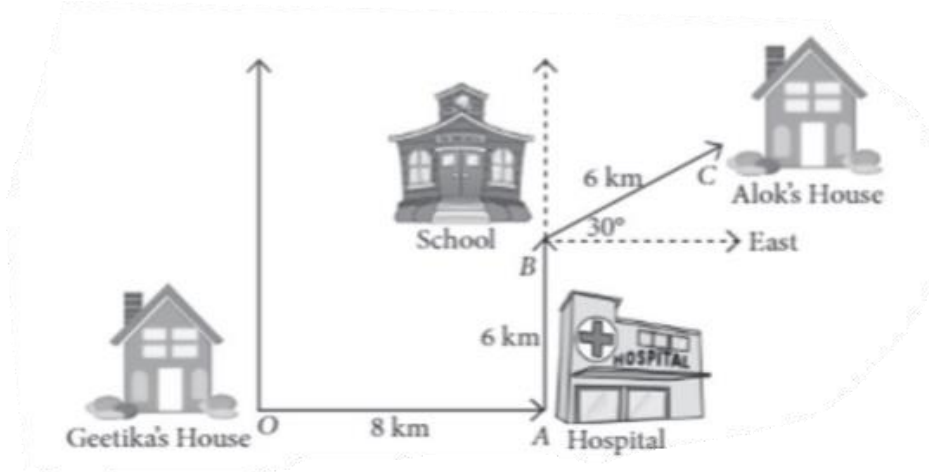 6 km
C
Alok's House
30°
School
East
B
6 km
HOSPITAL
Geetika's House
O
8 km
A
Hospital